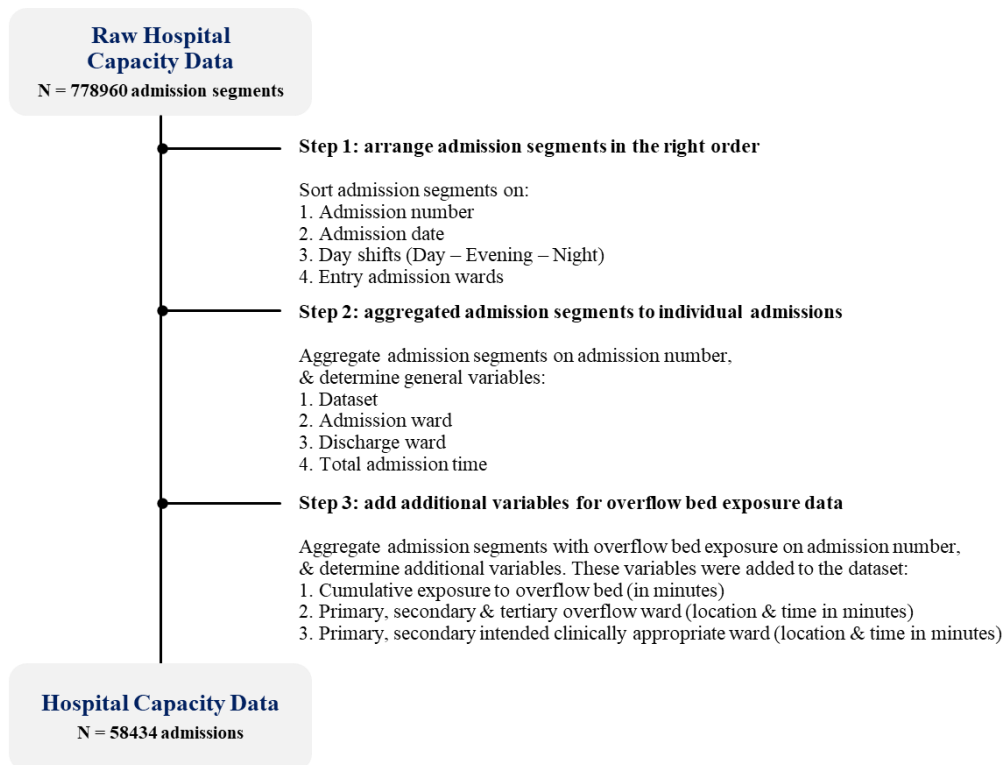 Raw Hospital
Capacity Data
N = 778960 admission segments
Step 1: arrange admission segments in the right order
Sort admission segments on:
1. Admission number
2. Admission date
3. Day shifts (Day – Evening – Night)
4. Entry admission wards
Step 2: aggregated admission segments to individual admissions
Aggregate admission segments on admission number,
& determine general variables:
1. Dataset
2. Admission ward
3. Discharge ward
4. Total admission time
Step 3: add additional variables for overflow bed exposure data
Aggregate admission segments with overflow bed exposure on admission number,
& determine additional variables. These variables were added to the dataset:
1. Cumulative exposure to overflow bed (in minutes)
2. Primary, secondary & tertiary overflow ward (location & time in minutes)
3. Primary, secondary intended clinically appropriate ward (location & time in minutes)
Hospital Capacity Data
N = 58434 admissions